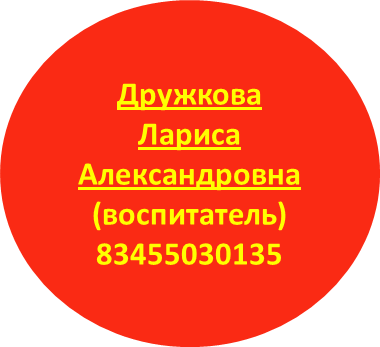 Дружкова
Лариса
Александровна
(воспитатель)
83455030135